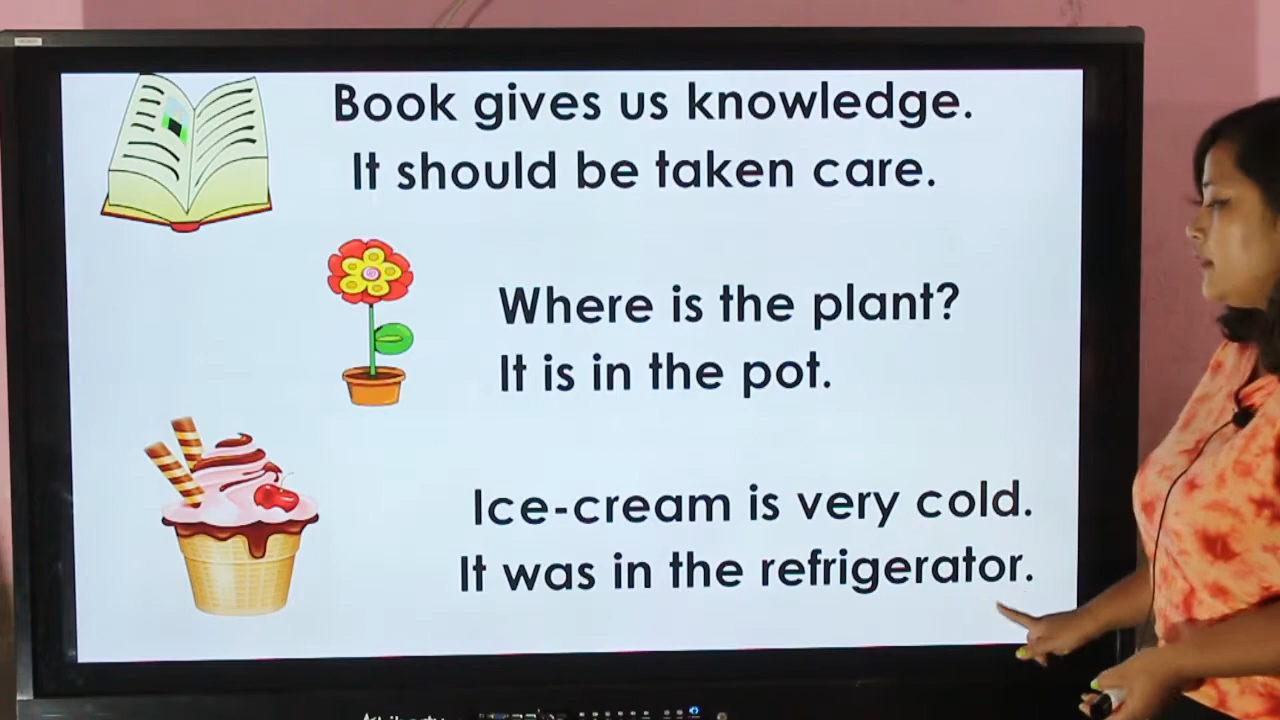 Book gives us knowledge.
It should be taken care.
Where is the plant?
It is in the pot.
Ice-cream is very cold.
It was in the refrigerator.